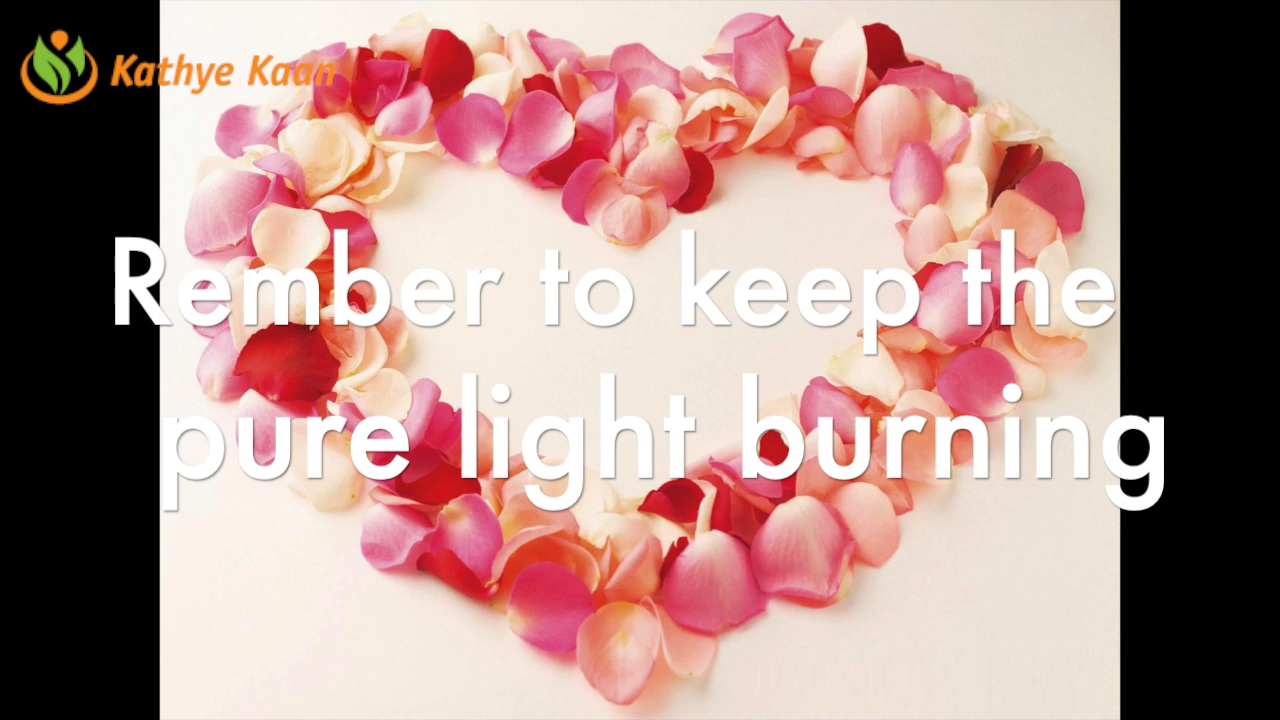 Kathye Kaan
Rember to keep the
pure light burning